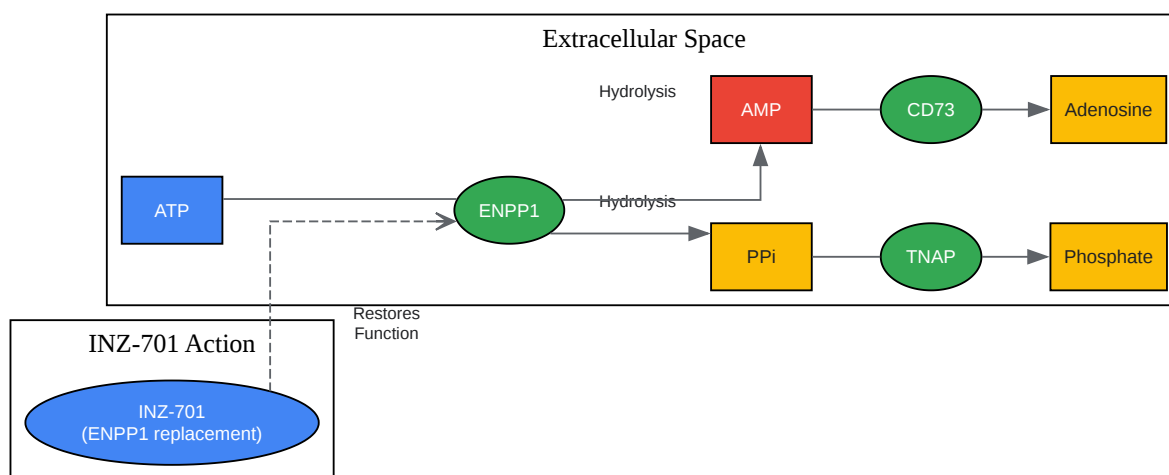 Extracellular Space
Hydrolysis
AMP
CD73
Adenosine
ATP
ENPP1
Hydrolysis
PPi
TNAP
Phosphate
Restores
Function
INZ-701 Action
INZ-701
(ENPP1 replacement)